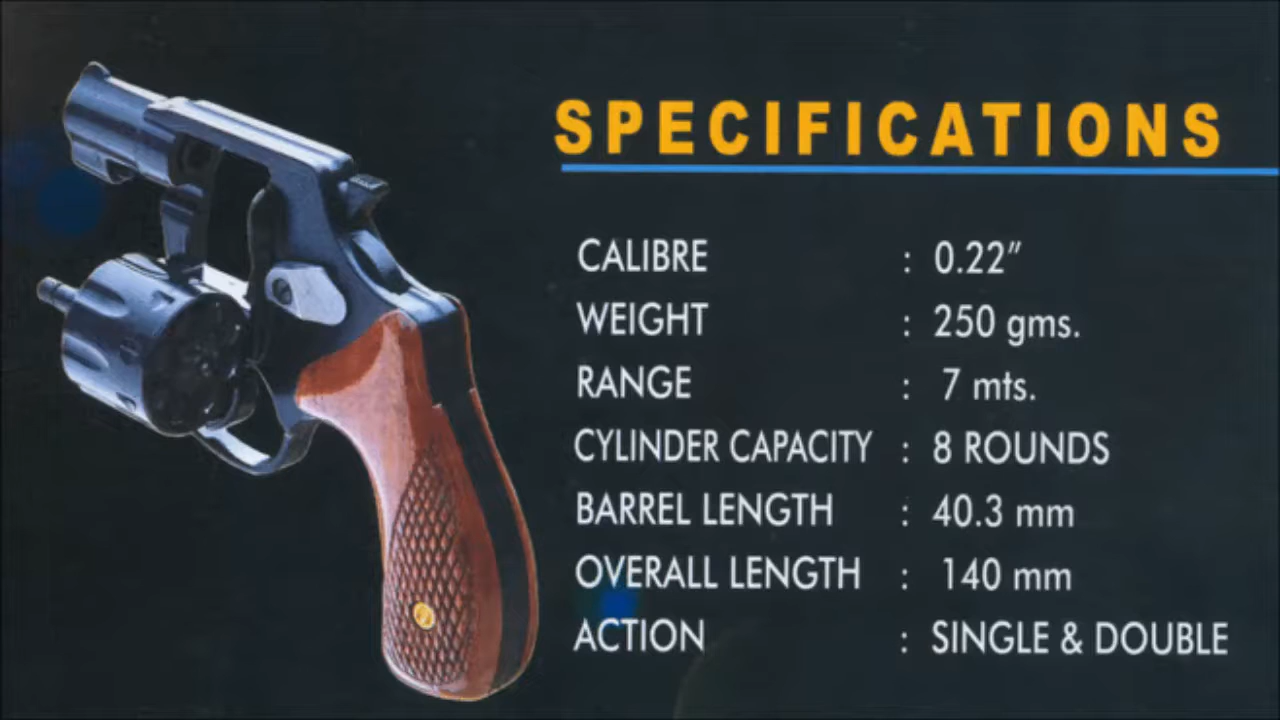 SPECIFICATIONS
CALIBRE : 0.22”
WEIGHT : 250 gms.
RANGE : 7 mts.
CYLINDER CAPACITY : 8 ROUNDS
BARREL LENGTH : 40.3 mm
OVERALL LENGTH : 140 mm
ACTION : SINGLE & DOUBLE